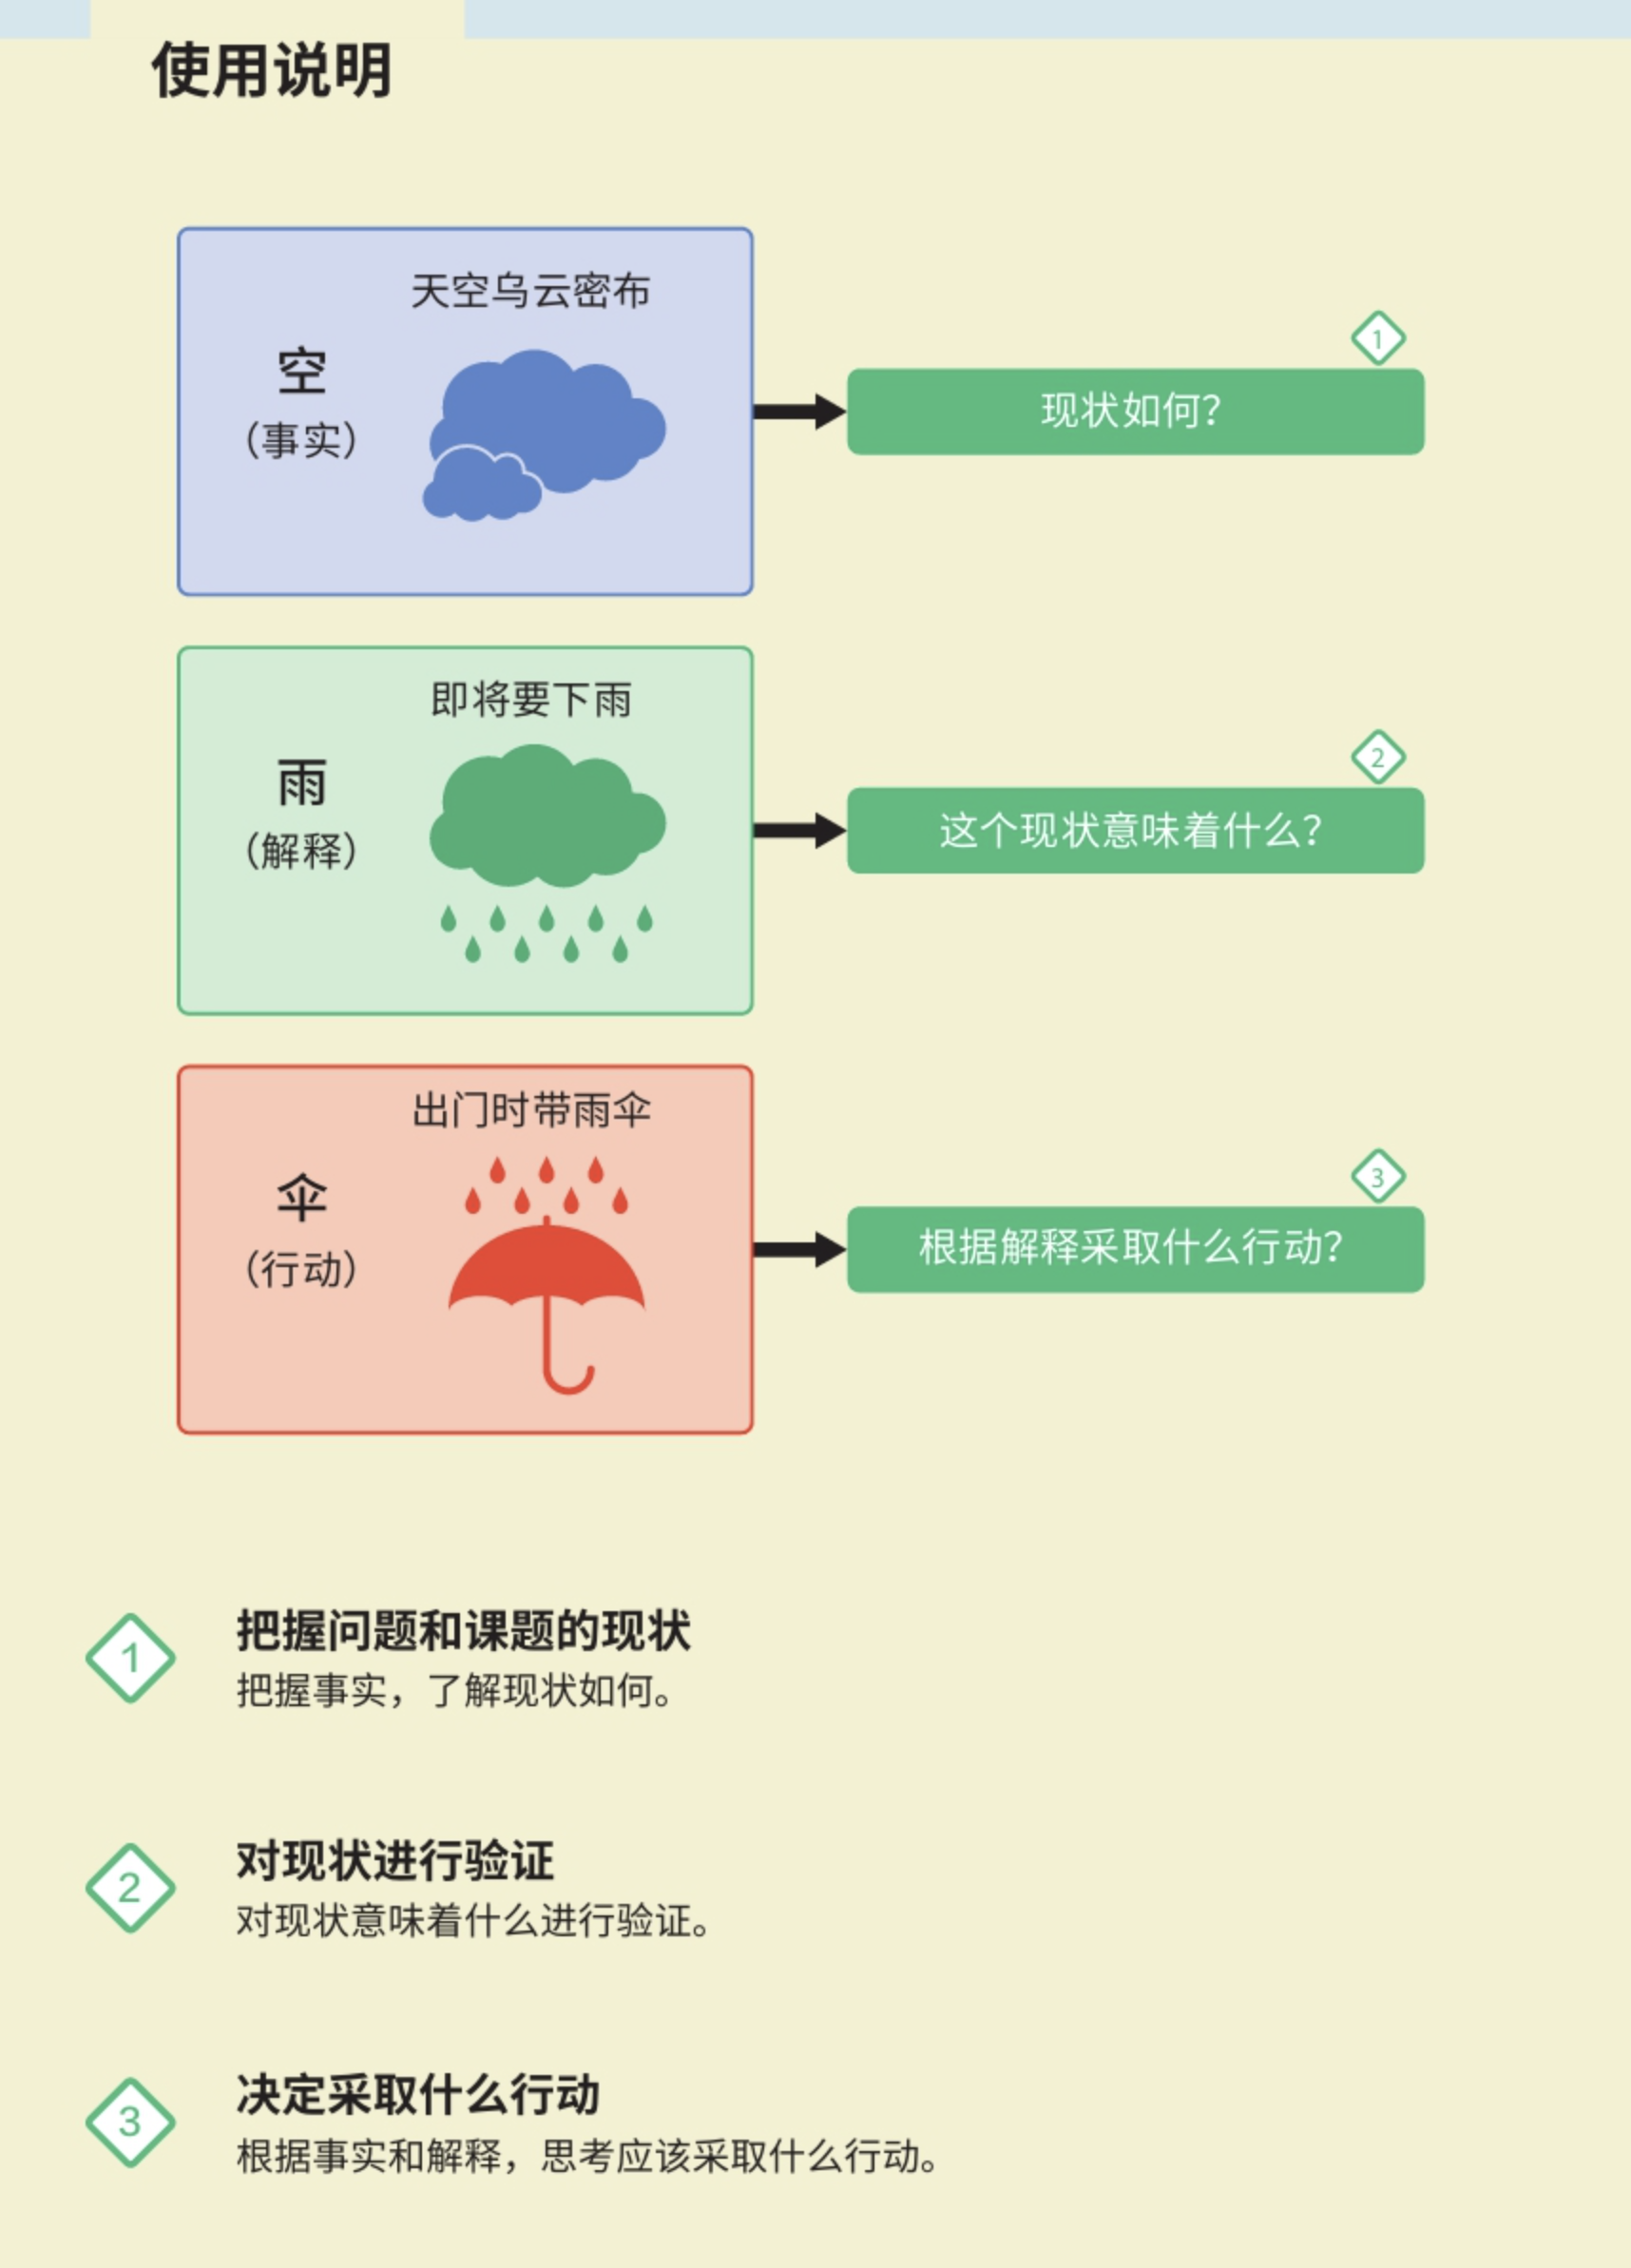 使用说明
天空乌云密布
空
（事实）
1
现状如何？
即将要下雨
雨
（解释）
2
这个现状意味着什么？
出门时带雨伞
伞
（行动）
3
根据解释采取什么行动？
1
把握问题和课题的现状
把握事实，了解现状如何。
2
对现状进行验证
对现状意味着什么进行验证。
3
决定采取什么行动
根据事实和解释，思考应该采取什么行动。